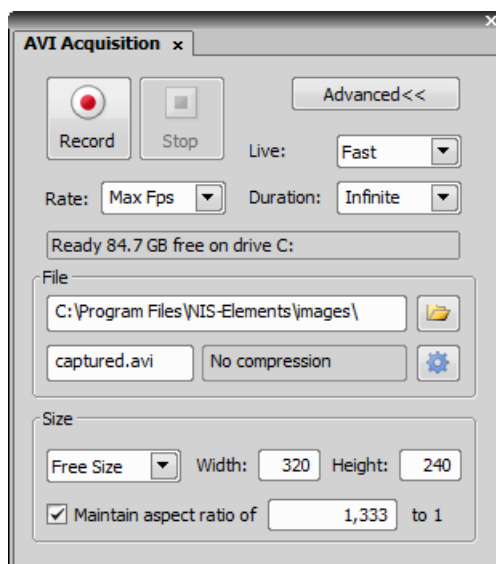 AVI Acquisition x
Advanced<<
Record Stop Live: Fast
Rate: Max Fps Duration: Infinite
Ready 84.7 GB free on drive C:
File
C:\Program Files\NIS-Elements\images\
captured.avi No compression
Size
Free Size Width: 320 Height: 240
Maintain aspect ratio of 1,333 to 1